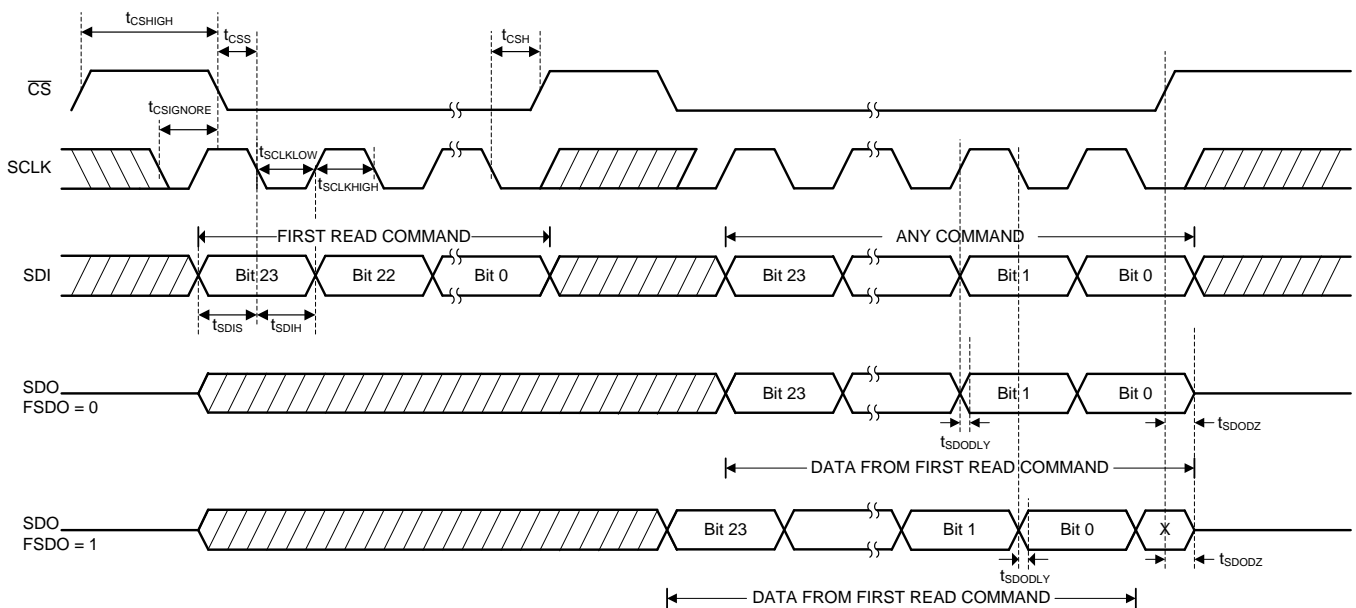 tCSHIGH
tCSS
tCSH
CS
tCSIGNORE
tSCLKLOW
SCLK
tSCLKHIGH
FIRST READ COMMAND
ANY COMMAND
SDI
Bit 23
Bit 22
Bit 0
Bit 23
Bit 1
Bit 0
tSDIS
tSDIH
SDO
FSDO = 0
Bit 23
Bit 1
Bit 0
tSDODLY
tSDODZ
DATA FROM FIRST READ COMMAND
SDO
FSDO = 1
Bit 23
Bit 1
Bit 0
X
tSDODLY
tSDODZ
DATA FROM FIRST READ COMMAND